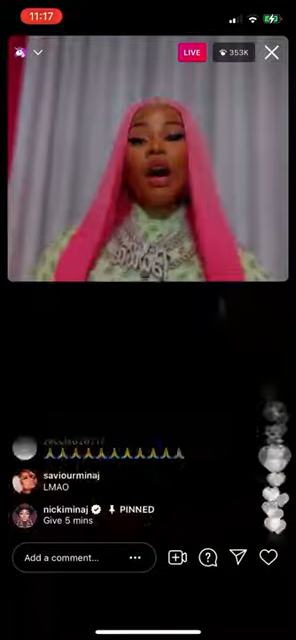 11:17
LIVE
353K
saviourminaj
LMAO
nickiminaj PINNED
Give 5 mins
Add a comment...